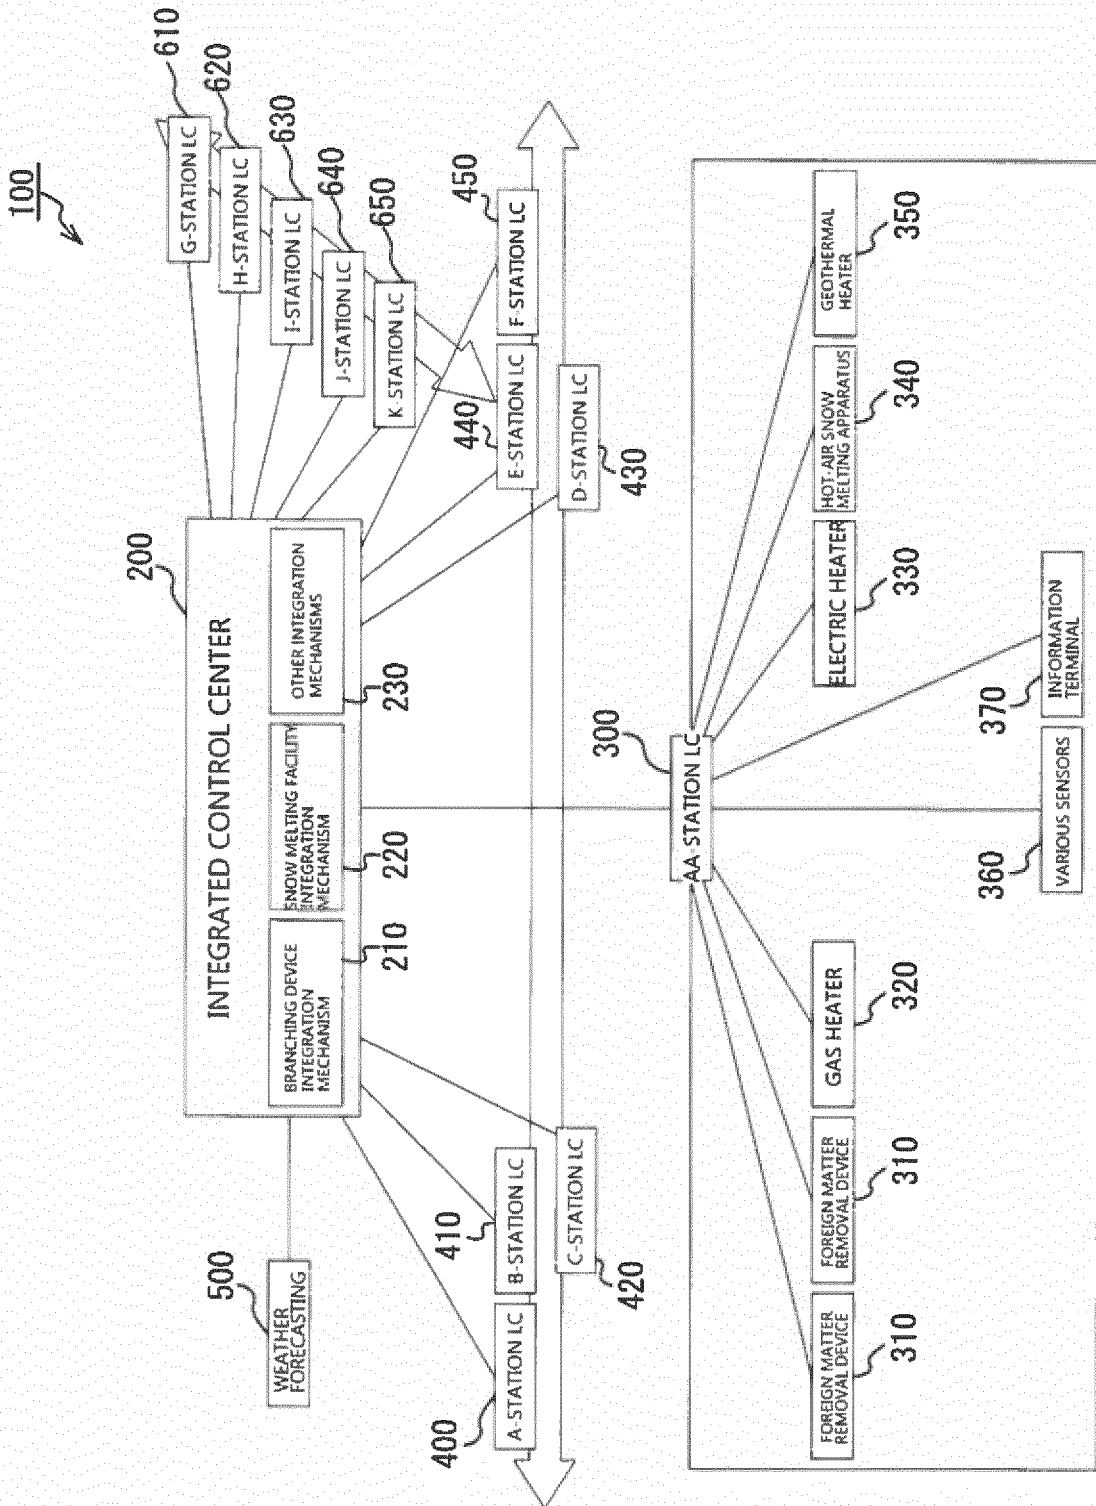 100
200
INTEGRATED CONTROL CENTER
BRANCHING DEVICE
INTEGRATION
MECHANISM
210
SNOW MELTING FACILITY
INTEGRATION
MECHANISM
220
OTHER INTEGRATION
MECHANISMS
230
500
WEATHER
FORECASTING
G-STATION LC
610
H-STATION LC
620
I-STATION LC
630
J-STATION LC
640
K STATION LC
650
A-STATION LC
400
B-STATION LC
410
C-STATION LC
420
D-STATION LC
430
E-STATION LC
440
F-STATION LC
450
AA-STATION LC
300
FOREIGN MATTER
REMOVAL DEVICE
310
FOREIGN MATTER
REMOVAL DEVICE
310
GAS HEATER
320
ELECTRIC HEATER
330
HOT-AIR SNOW
MELTING APPARATUS
340
GEOTHERMAL
HEATER
350
VARIOUS SENSORS
360
INFORMATION
TERMINAL
370